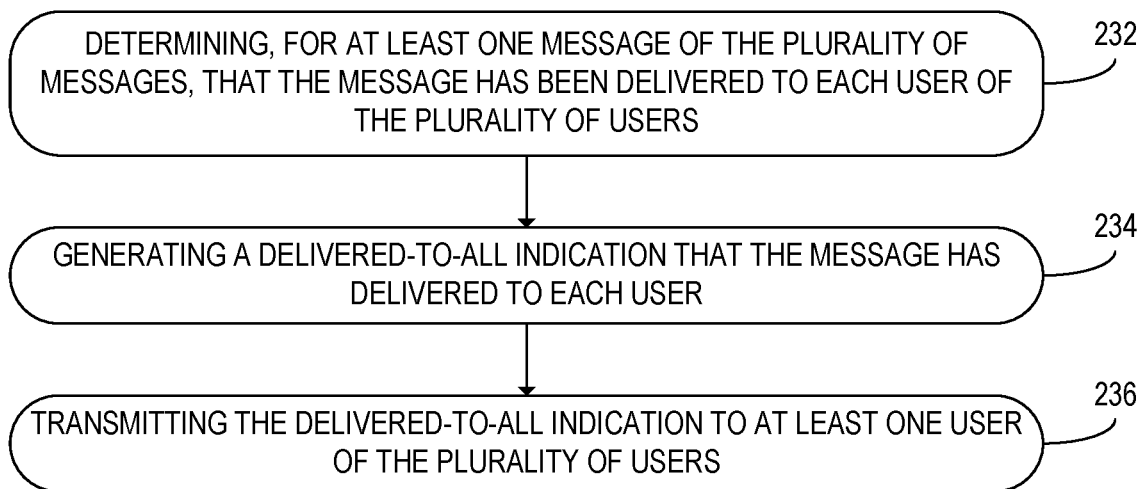 DETERMINING, FOR AT LEAST ONE MESSAGE OF THE PLURALITY OF
MESSAGES, THAT THE MESSAGE HAS BEEN DELIVERED TO EACH USER OF
THE PLURALITY OF USERS
232
GENERATING A DELIVERED-TO-ALL INDICATION THAT THE MESSAGE HAS
DELIVERED TO EACH USER
234
TRANSMITTING THE DELIVERED-TO-ALL INDICATION TO AT LEAST ONE USER
OF THE PLURALITY OF USERS
236